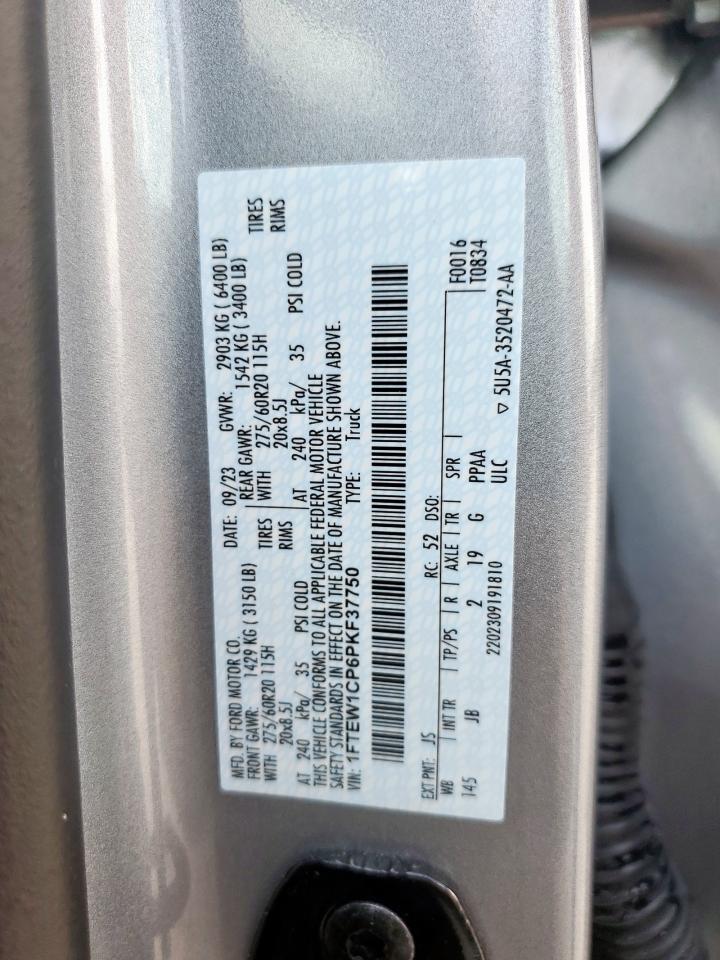 MFD. BY FORD MOTOR CO. DATE: 09/23 GVWR: 2903 KG ( 6400 LB)
FRONT GAWR: 1429 KG ( 3150 LB) REAR GAWR: 1542 KG ( 3400 LB)
WITH 275/60R20 115H TIRES WITH 275/60R20 115H TIRES
20x8.5J RIMS 20x8.5J RIMS
AT 240 kPa/ 35 PSI COLD AT 240 kPa/ 35 PSI COLD
THIS VEHICLE CONFORMS TO ALL APPLICABLE FEDERAL MOTOR VEHICLE
SAFETY STANDARDS IN EFFECT ON THE DATE OF MANUFACTURE SHOWN ABOVE.
VIN: 1FTEW1CP6PKF37750 TYPE: Truck
EXT PNT: JS RC: 52 DSO: F0016
WB INT TR TP/PS R AXLE TR SPR T0834
145 JB 2 19 G PPAA
2202309191810 ULC ▽ 5U5A-3520472-AA